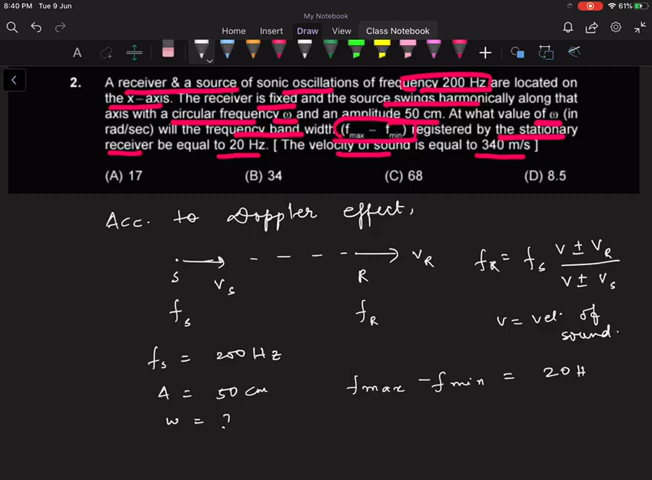 8:40 PM Tue 9 Jun
61%
My Notebook
Home Insert Draw View Class Notebook
A
2. A receiver & a source of sonic oscillations of frequency 200 Hz are located on
the x–axis. The receiver is fixed and the source swings harmonically along that
axis with a circular frequency ω and an amplitude 50 cm. At what value of ω (in
rad/sec) will the frequency band width (fmax – fmin) registered by the stationary
receiver be equal to 20 Hz. [ The velocity of sound is equal to 340 m/s ]
(A) 17 (B) 34 (C) 68 (D) 8.5
Acc. to Doppler effect,
S vs R vR
fR = fs V ± VR / V ± Vs
fs fR
v = vel. of sound.
fs = 200 Hz
A = 50 cm
fmax - fmin = 20 H
w = ?